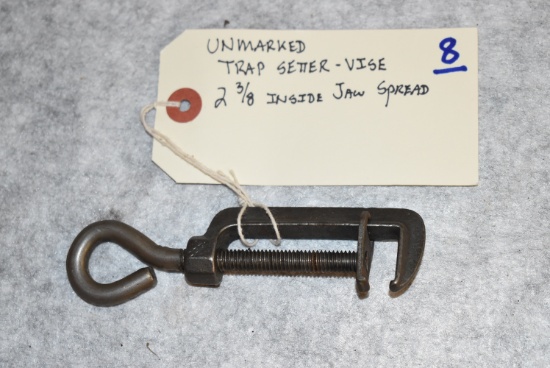 UNMARKED
TRAP SETTER-VISE
2 3/8 INSIDE JAW SPREAD
8